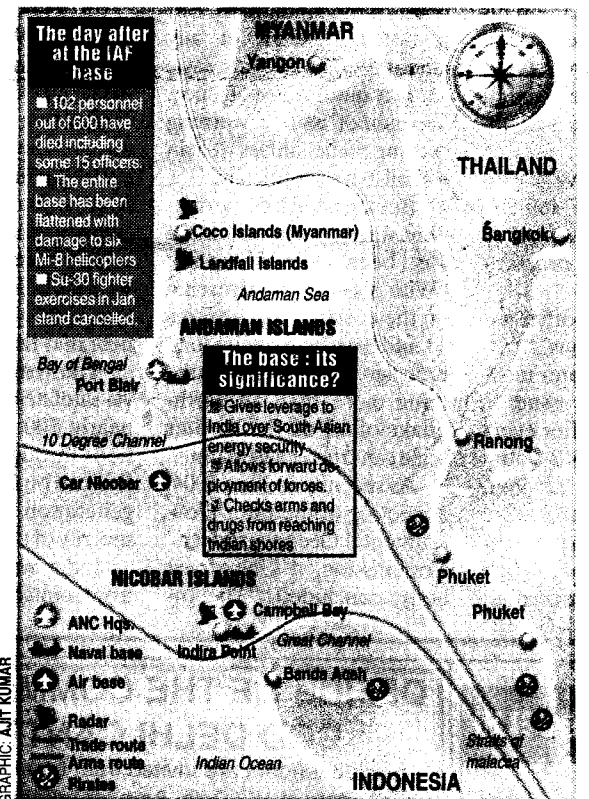 The day after
at the IAF
base
102 personnel
out of 600 have
died including
some 15 officers.
The entire
base has been
flattened with
damage to six
Mi-8 helicopters
Su-30 fighter
exercises in Jan
stand cancelled.
MYANMAR
Yangon
THAILAND
Coco Islands (Myanmar)
Bangkok
Landfall Islands
Andaman Sea
ANDAMAN ISLANDS
Bay of Bengal
Port Blair
The base : its
significance?
Gives leverage to
India over South Asian
energy security
Allows forward de-
ployment of forces.
Checks arms and
drugs from reaching
Indian shores
10 Degree Channel
Ranong
Car Nicobar
Phuket
NICOBAR ISLANDS
Campbell Bay
Phuket
Great Channel
Indira Point
Banda Aceh
ANC Hqs.
Naval base
Air base
Radar
Trade route
Arms route
Pirates
Indian Ocean
Straits of
malacca
INDONESIA
GRAPHIC: AJIT KUMAR